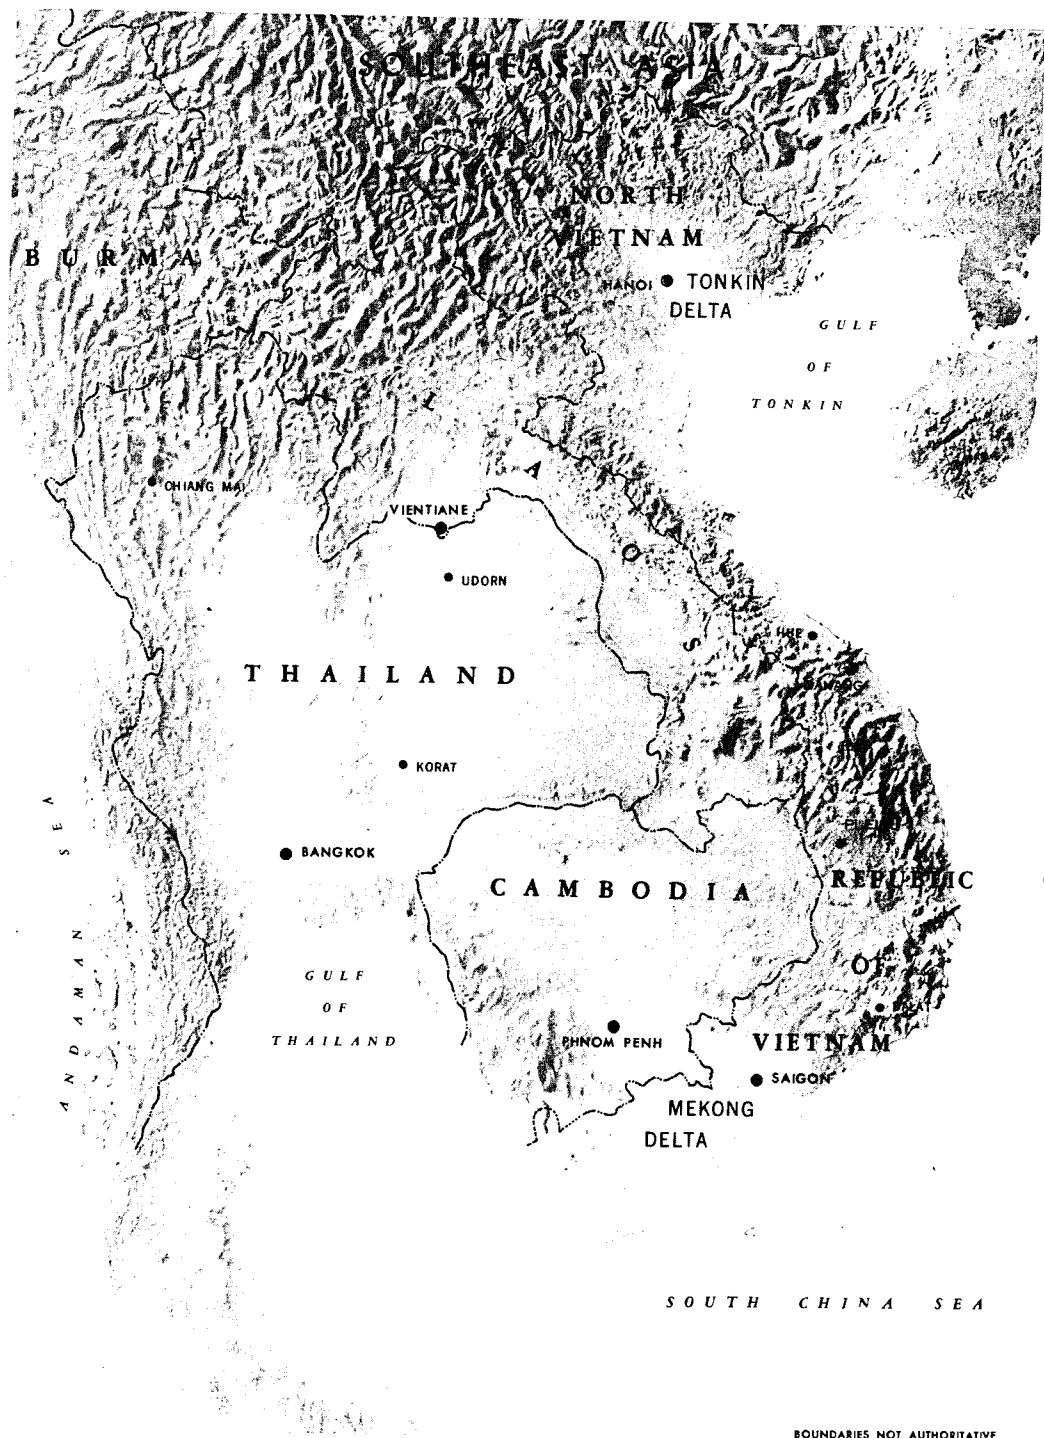 SOUTHEAST ASIA
NORTH
VIETNAM
BURMA
HANOI
TONKIN
DELTA
GULF
OF
TONKIN
LAOS
CHIANG MAI
VIENTIANE
UDORN
HUE
THAILAND
KORAT
BANGKOK
CAMBODIA
REPUBLIC
OF
VIETNAM
ANDAMAN SEA
GULF
OF
THAILAND
PHNOM PENH
SAIGON
MEKONG
DELTA
SOUTH CHINA SEA
BOUNDARIES NOT AUTHORITATIVE